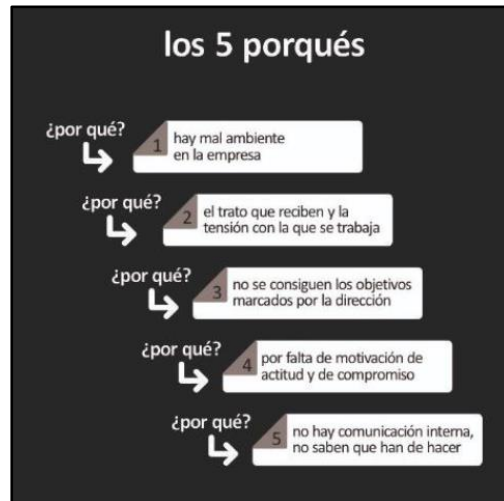 los 5 porqués
¿por qué?
1
hay mal ambiente
en la empresa
¿por qué?
2
el trato que reciben y la
tensión con la que se trabaja
¿por qué?
3
no se consiguen los objetivos
marcados por la dirección
¿por qué?
4
por falta de motivación de
actitud y de compromiso
¿por qué?
5
no hay comunicación interna,
no saben que han de hacer